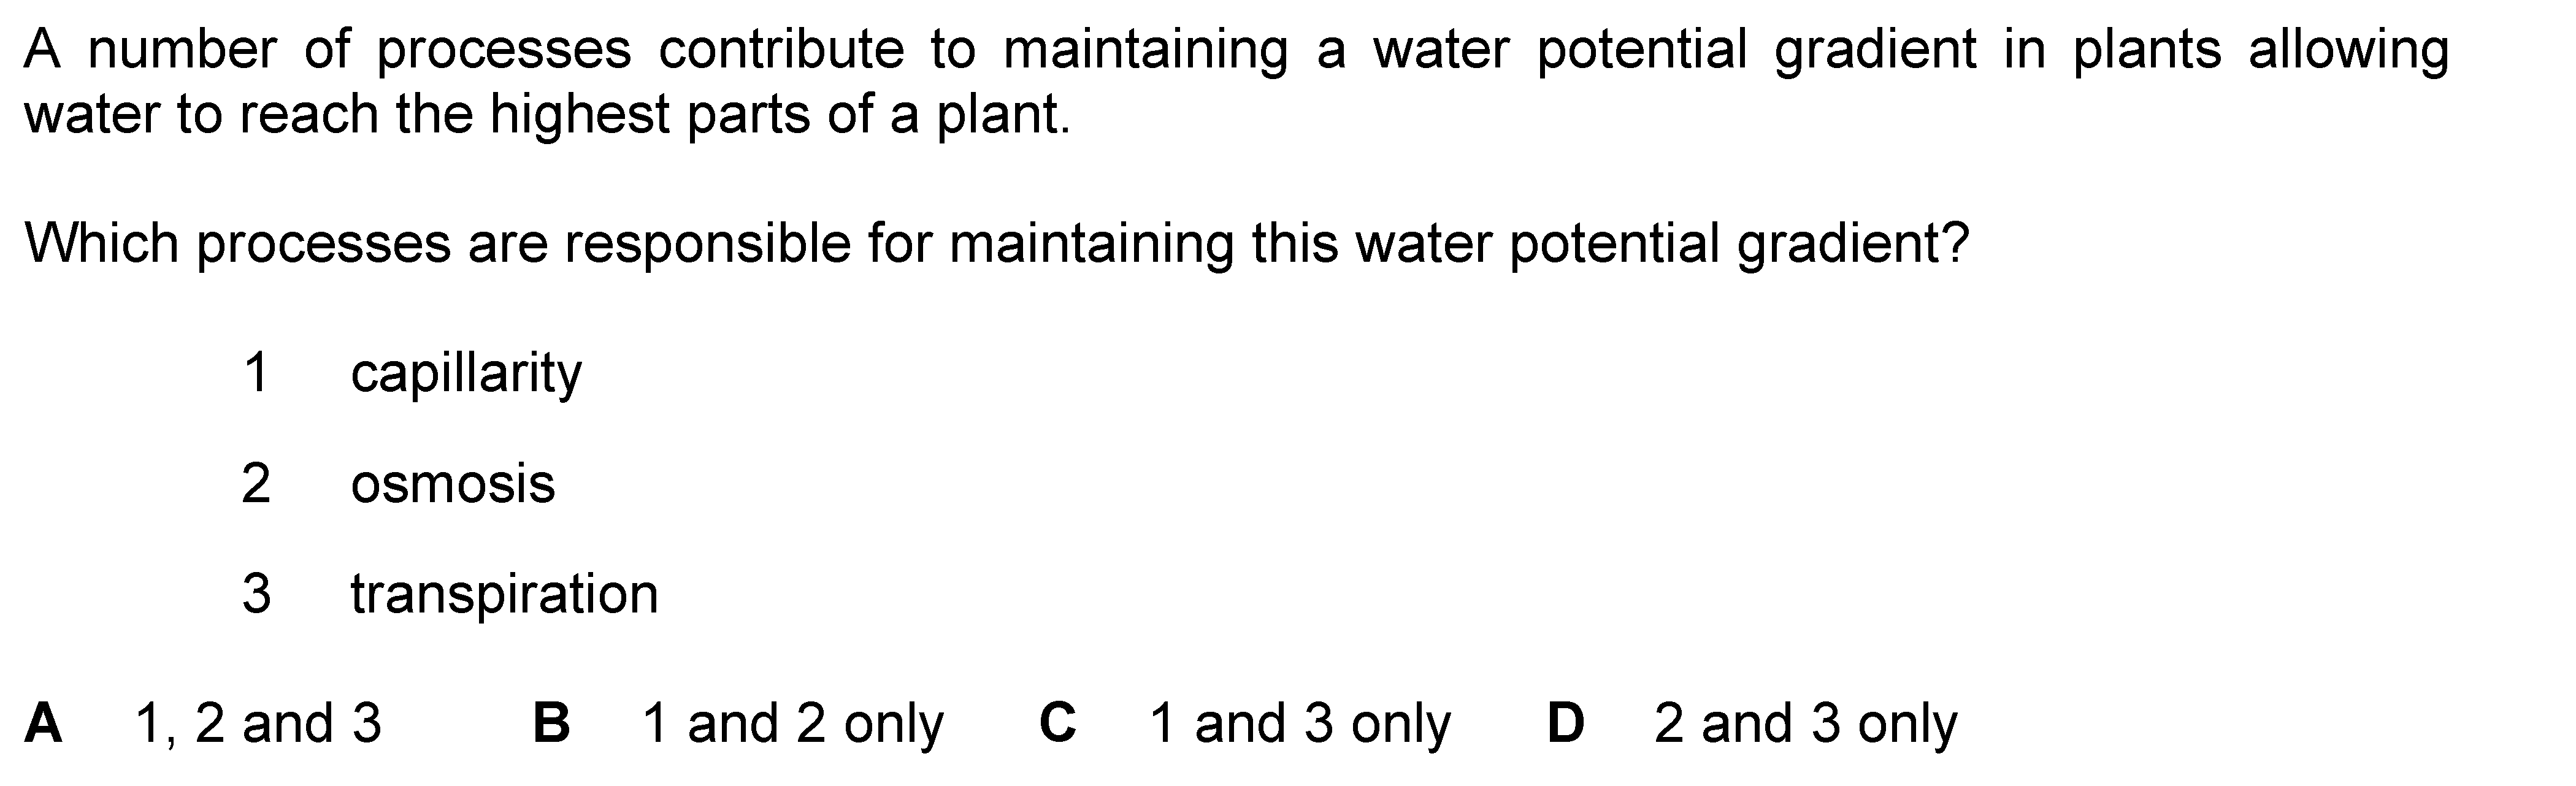 A number of processes contribute to maintaining a water potential gradient in plants allowing
water to reach the highest parts of a plant.
Which processes are responsible for maintaining this water potential gradient?
1 capillarity
2 osmosis
3 transpiration
A 1, 2 and 3 B 1 and 2 only C 1 and 3 only D 2 and 3 only